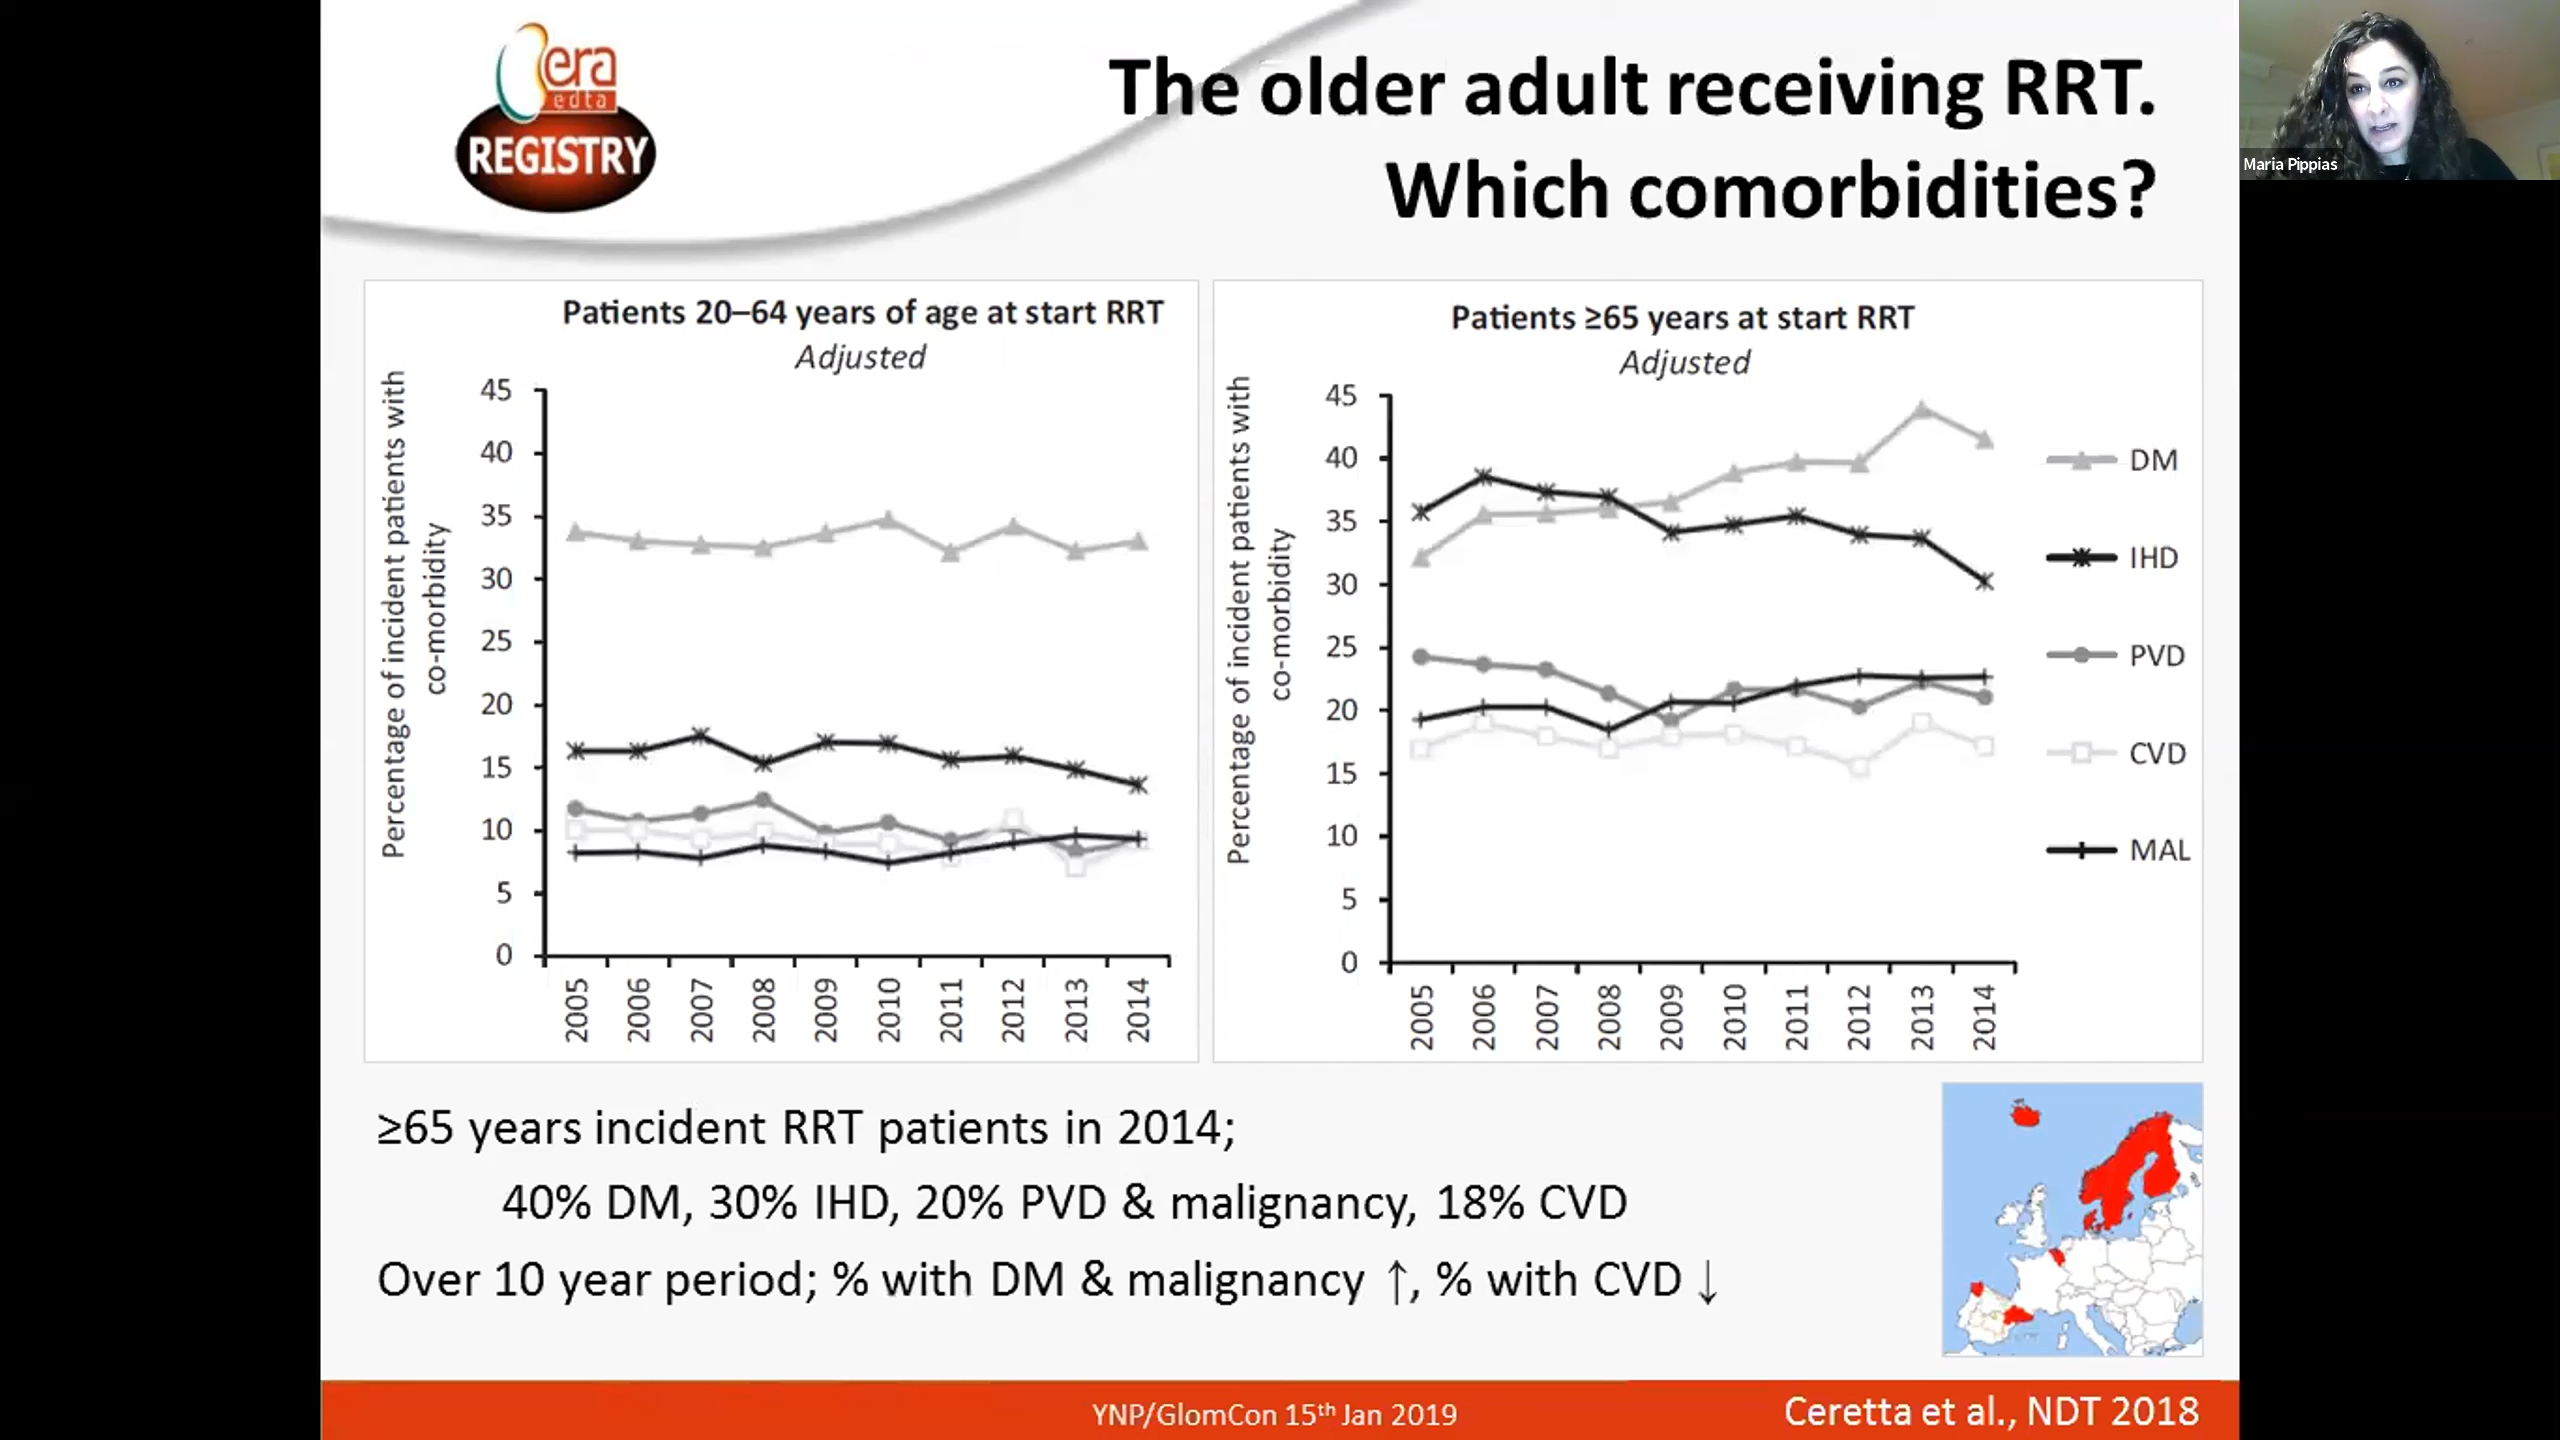 era
edta
REGISTRY
The older adult receiving RRT.
Which comorbidities?
Maria Pippias
Patients 20–64 years of age at start RRT
Adjusted
Percentage of incident patients with
co-morbidity
45
40
35
30
25
20
15
10
5
0
2005
2006
2007
2008
2009
2010
2011
2012
2013
2014
Patients ≥65 years at start RRT
Adjusted
Percentage of incident patients with
co-morbidity
45
40
35
30
25
20
15
10
5
0
2005
2006
2007
2008
2009
2010
2011
2012
2013
2014
DM
IHD
PVD
CVD
MAL
≥65 years incident RRT patients in 2014;
40% DM, 30% IHD, 20% PVD & malignancy, 18% CVD
Over 10 year period; % with DM & malignancy ↑, % with CVD ↓
YNP/GlomCon 15th Jan 2019
Ceretta et al., NDT 2018